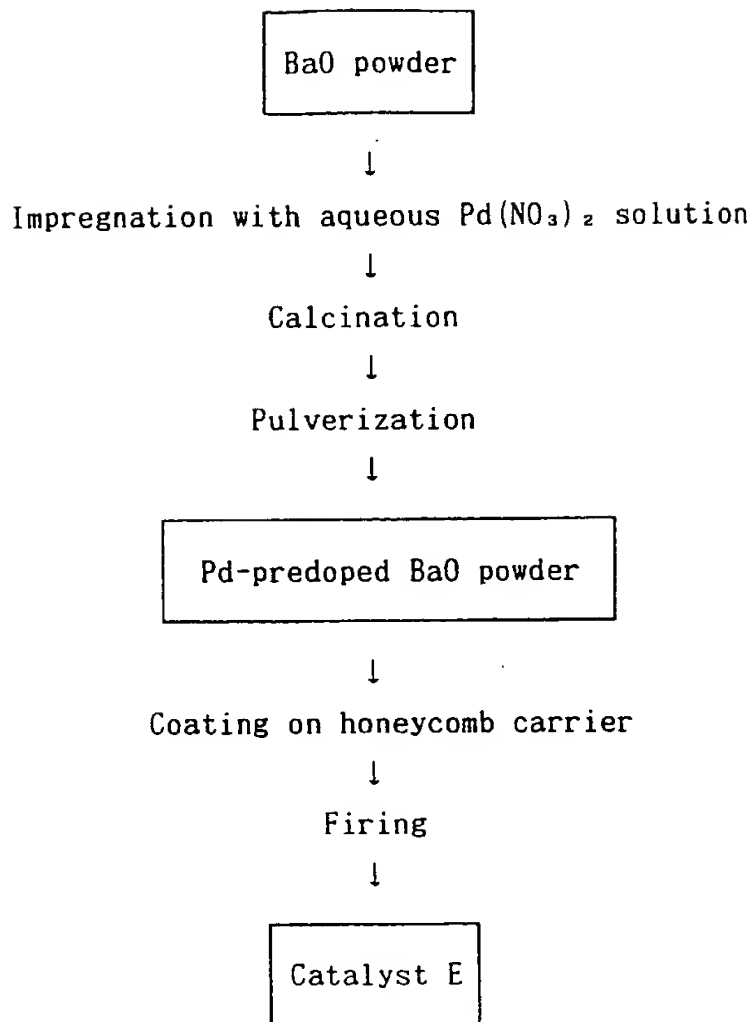 BaO powder
↓
Impregnation with aqueous Pd(NO₃)₂ solution
↓
Calcination
↓
Pulverization
↓
Pd-predoped BaO powder
↓
Coating on honeycomb carrier
↓
Firing
↓
Catalyst E